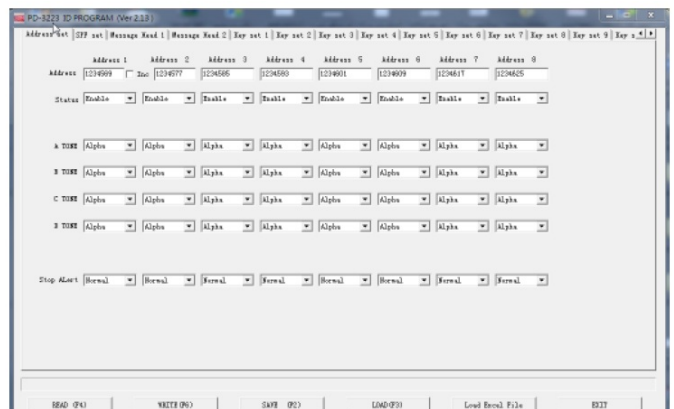 PD-3223 IO PROGRAM (Ver 2.13)
Address Set SPP set Message Head 1 Message Head 2 Key set 1 Key set 2 Key set 3 Key set 4 Key set 5 Key set 6 Key set 7 Key set 8 Key set 9 Key s
Address 1 Address 2 Address 3 Address 4 Address 5 Address 6 Address 7 Address 8
Address 1234569 Inc 1234577 1234585 1234593 1234601 1234609 1234617 1234625
Status Enable Enable Enable Enable Enable Enable Enable Enable
A TONE Alpha Alpha Alpha Alpha Alpha Alpha Alpha Alpha
B TONE Alpha Alpha Alpha Alpha Alpha Alpha Alpha Alpha
C TONE Alpha Alpha Alpha Alpha Alpha Alpha Alpha Alpha
D TONE Alpha Alpha Alpha Alpha Alpha Alpha Alpha Alpha
Stop ALert Normal Normal Normal Normal Normal Normal Normal Normal
READ (F4) WRITE(F6) SAVE (F2) LOAD(F3) Load Excel File EXIT